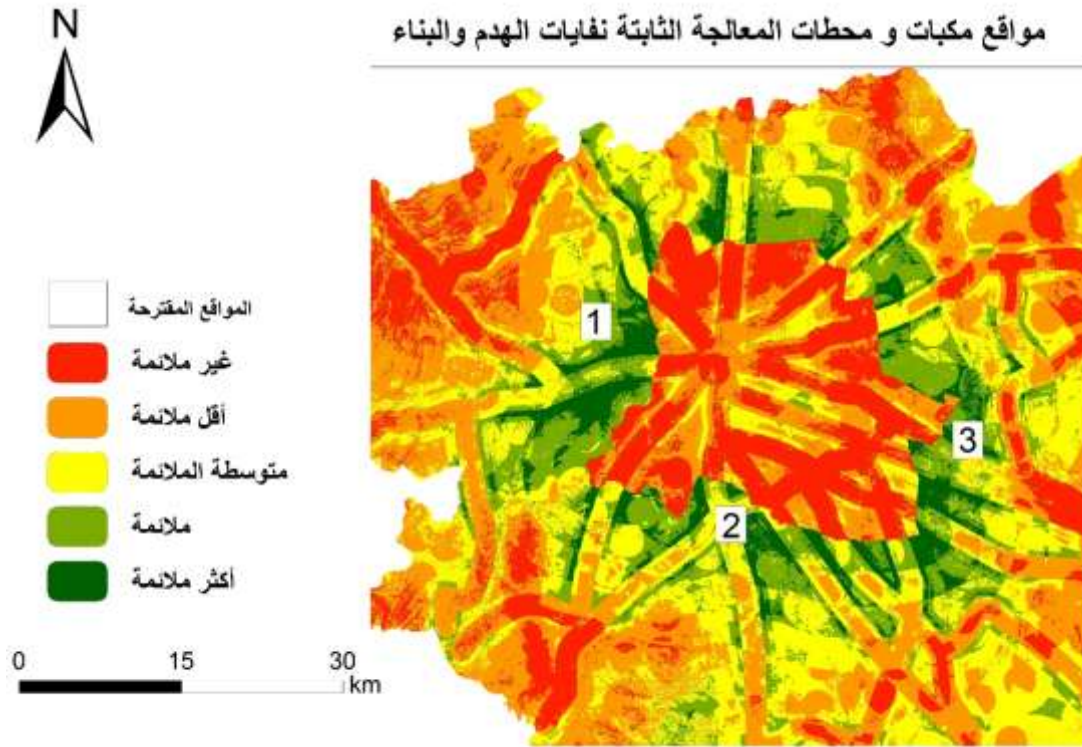 مواقع مكبات و محطات المعالجة الثابتة نفايات الهدم والبناء
N
المواقع المقترحة
غير ملائمة
أقل ملائمة
متوسطة الملائمة
ملائمة
أكثر ملائمة
0 15 30
km
1
2
3